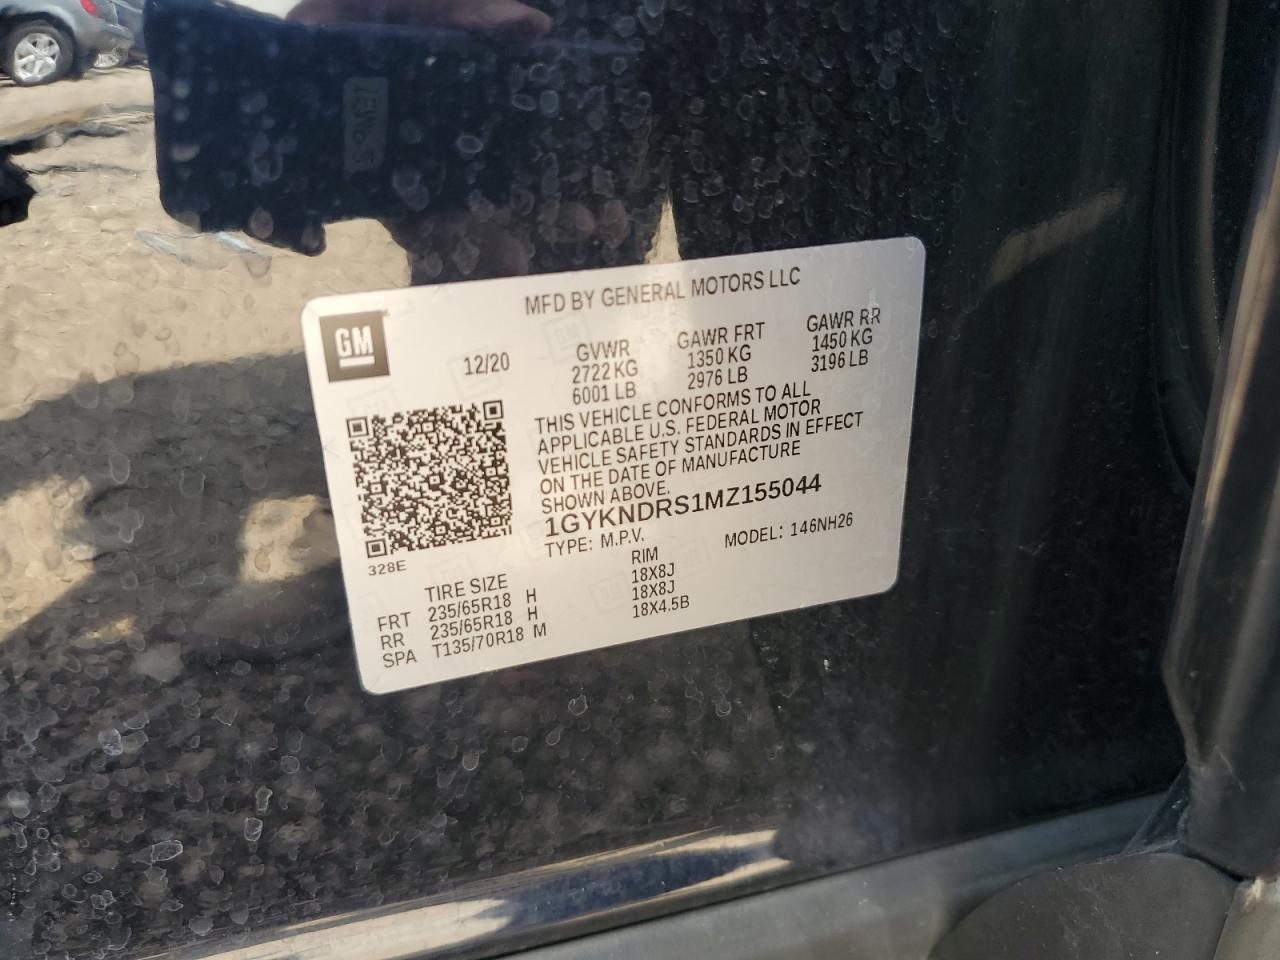 MFD BY GENERAL MOTORS LLC
GM
12/20
GVWR GAWR FRT GAWR RR
2722 KG 1350 KG 1450 KG
6001 LB 2976 LB 3196 LB
THIS VEHICLE CONFORMS TO ALL
APPLICABLE U.S. FEDERAL MOTOR
VEHICLE SAFETY STANDARDS IN EFFECT
ON THE DATE OF MANUFACTURE
SHOWN ABOVE.
1GYKNDRS1MZ155044
TYPE: M.P.V. MODEL: 146NH26
328E
TIRE SIZE RIM
FRT 235/65R18 H 18X8J
RR 235/65R18 H 18X8J
SPA T135/70R18 M 18X4.5B